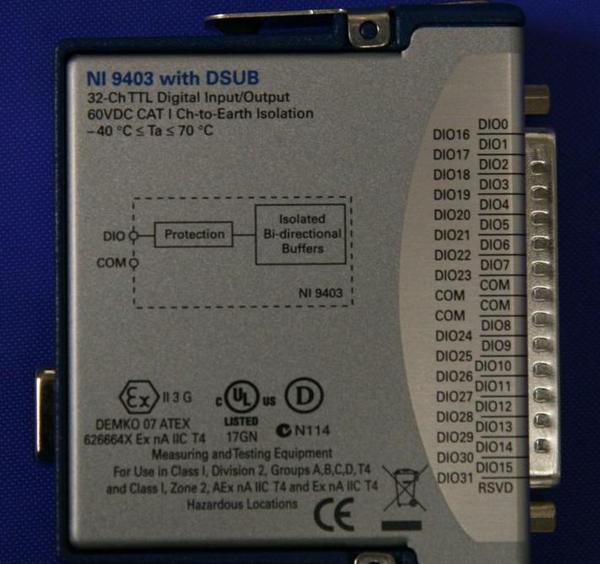 NI 9403 with DSUB
32-Ch TTL Digital Input/Output
60VDC CAT I Ch-to-Earth Isolation
–40 °C ≤ Ta ≤ 70 °C
DIO
COM
Protection
Isolated
Bi-directional
Buffers
NI 9403
DIO0
DIO16
DIO1
DIO17
DIO2
DIO18
DIO3
DIO19
DIO4
DIO20
DIO5
DIO21
DIO6
DIO22
DIO7
DIO23
COM
COM
COM
COM
DIO8
DIO24
DIO9
DIO25
DIO10
DIO26
DIO11
DIO27
DIO12
DIO28
DIO13
DIO29
DIO14
DIO30
DIO15
DIO31
RSVD
Ex II 3 G
DEMKO 07 ATEX
626664X Ex nA IIC T4
c UL US
LISTED
17GN
D
N114
Measuring and Testing Equipment
For Use in Class I, Division 2, Groups A,B,C,D,T4
and Class I, Zone 2, AEx nA IIC T4 and Ex nA IIC T4
Hazardous Locations
CE